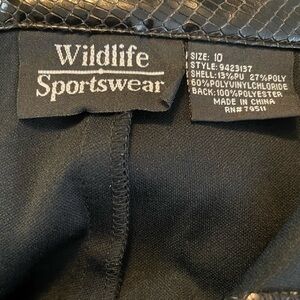 Wildlife
Sportswear
SIZE: 10
STYLE: 9423137
SHELL: 13%PU 27%POLY
60%POLYVINYLCHLORIDE
BACK: 100%POLYESTER
MADE IN CHINA
RN# 79511